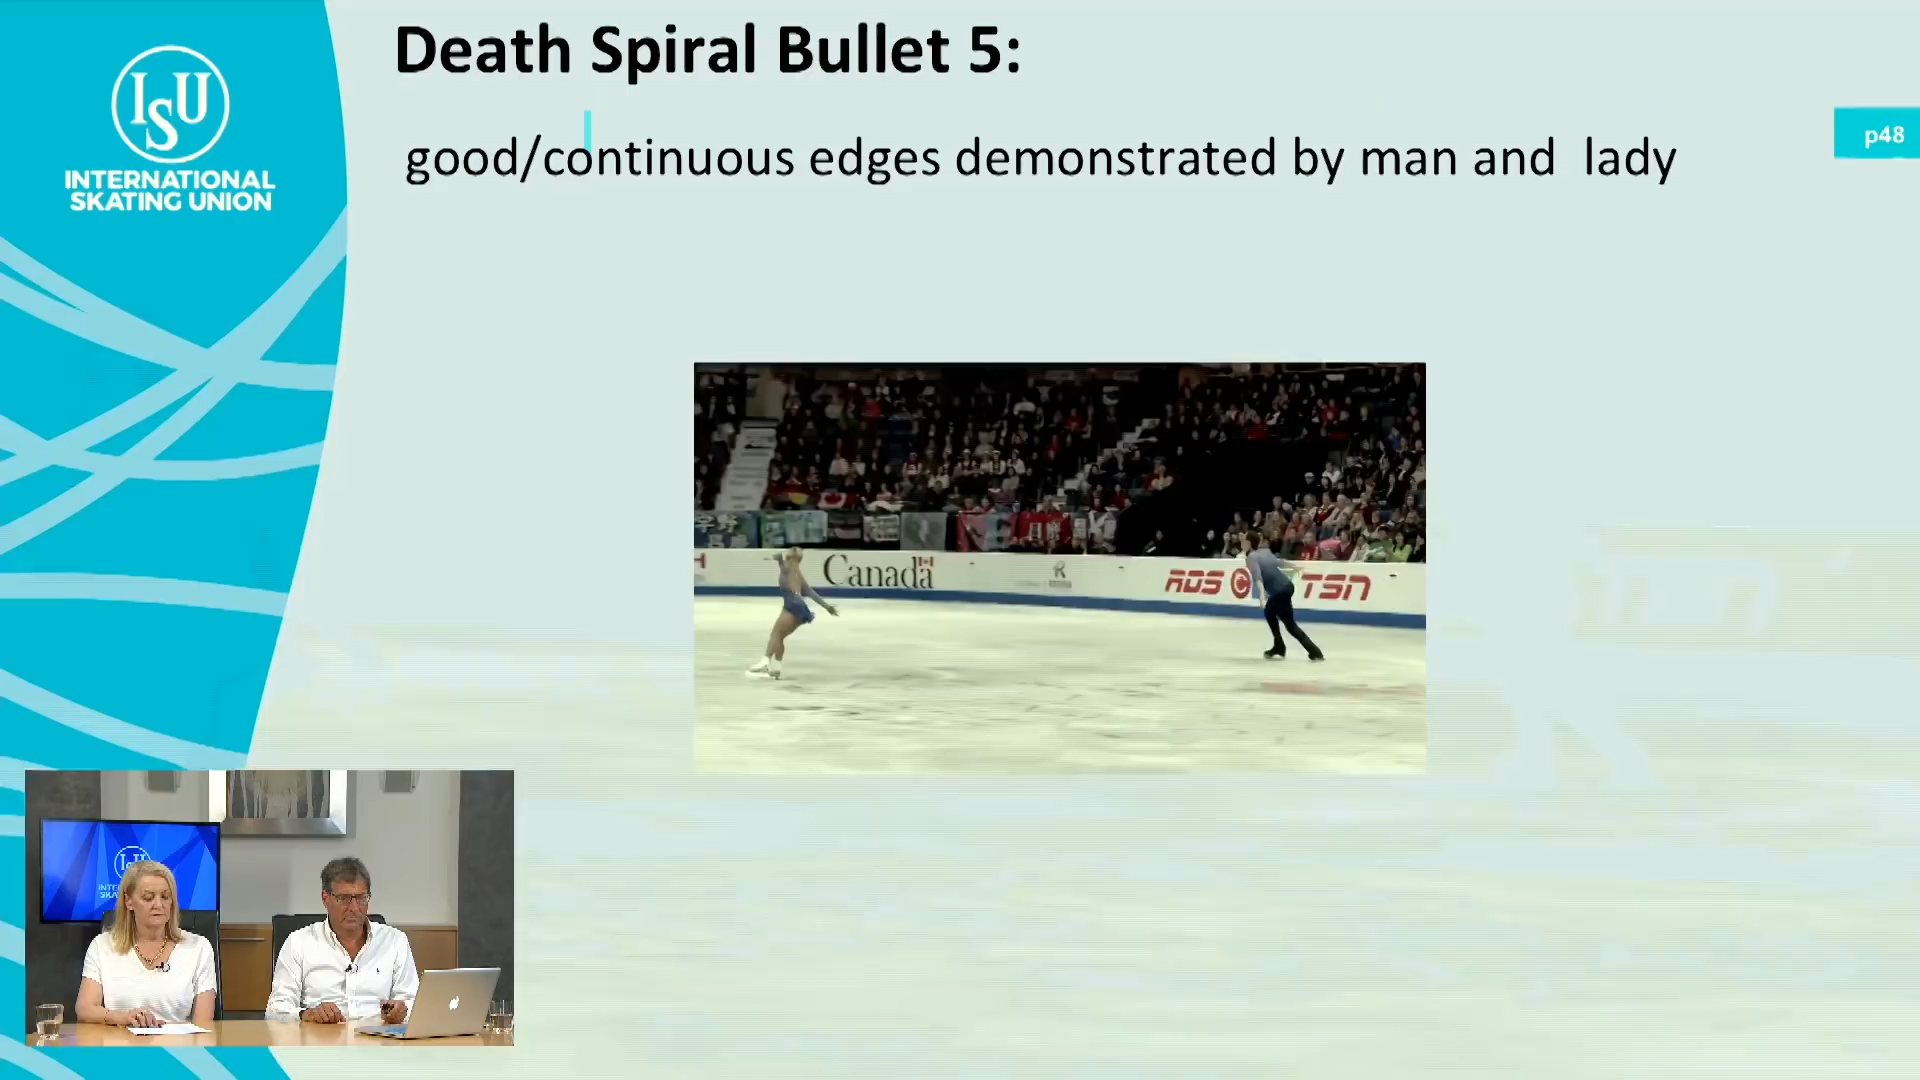 Death Spiral Bullet 5:
ISU
INTERNATIONAL
SKATING UNION
good/continuous edges demonstrated by man and lady
p48
Canada
RDS
TSN
ISU